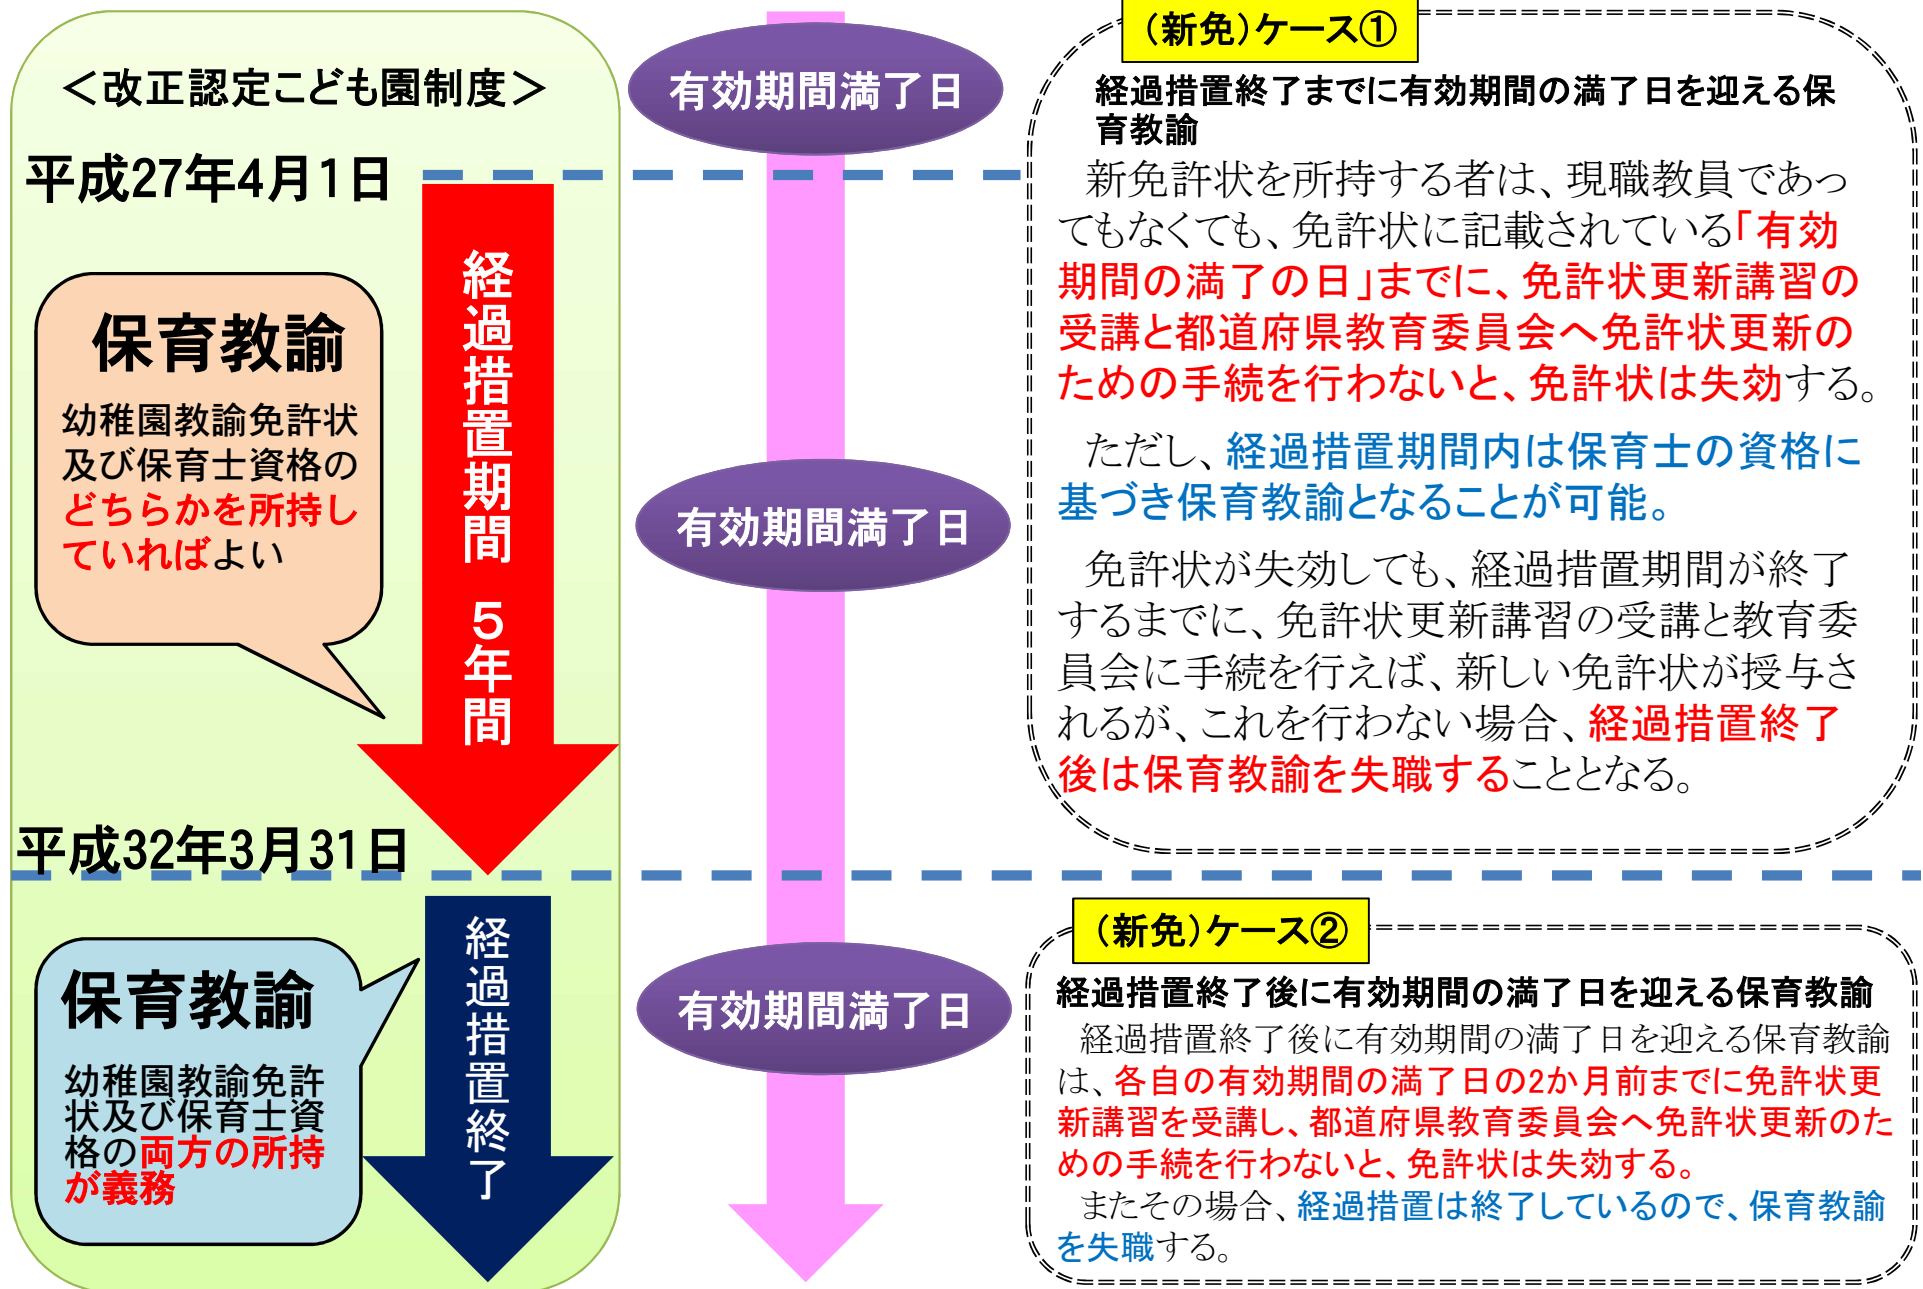 ＜改正認定こども園制度＞
平成27年4月1日
経過措置期間　5年間
保育教諭
幼稚園教諭免許状
及び保育士資格の
どちらかを所持し
ていればよい
平成32年3月31日
経過措置終了
保育教諭
幼稚園教諭免許
状及び保育士資
格の両方の所持
が義務
有効期間満了日
有効期間満了日
有効期間満了日
（新免）ケース①
経過措置終了までに有効期間の満了日を迎える保
育教諭
新免許状を所持する者は、現職教員であっ
てもなくても、免許状に記載されている「有効
期間の満了の日」までに、免許状更新講習の
受講と都道府県教育委員会へ免許状更新の
ための手続を行わないと、免許状は失効する。
ただし、経過措置期間内は保育士の資格に
基づき保育教諭となることが可能。
免許状が失効しても、経過措置期間が終了
するまでに、免許状更新講習の受講と教育委
員会に手続を行えば、新しい免許状が授与さ
れるが、これを行わない場合、経過措置終了
後は保育教諭を失職することとなる。
（新免）ケース②
経過措置終了後に有効期間の満了日を迎える保育教諭
経過措置終了後に有効期間の満了日を迎える保育教諭
は、各自の有効期間の満了日の2か月前までに免許状更
新講習を受講し、都道府県教育委員会へ免許状更新のた
めの手続を行わないと、免許状は失効する。
またその場合、経過措置は終了しているので、保育教諭
を失職する。